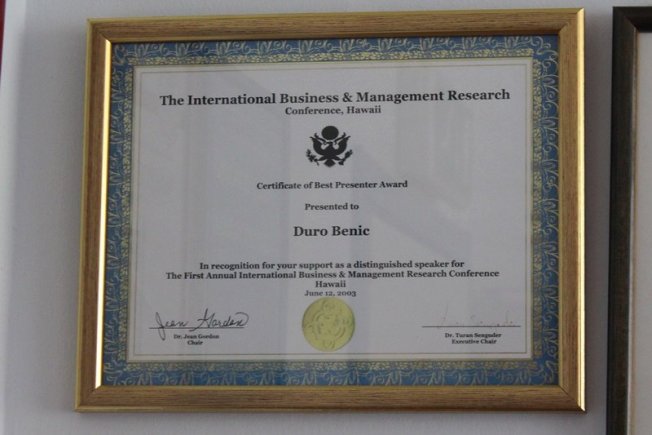 The International Business & Management Research
Conference, Hawaii
Certificate of Best Presenter Award
Presented to
Duro Benic
In recognition for your support as a distinguished speaker for
The First Annual International Business & Management Research Conference
Hawaii
June 12, 2003
Jean Gordon
Dr. Jean Gordon
Chair
Dr. Turan Senguder
Executive Chair